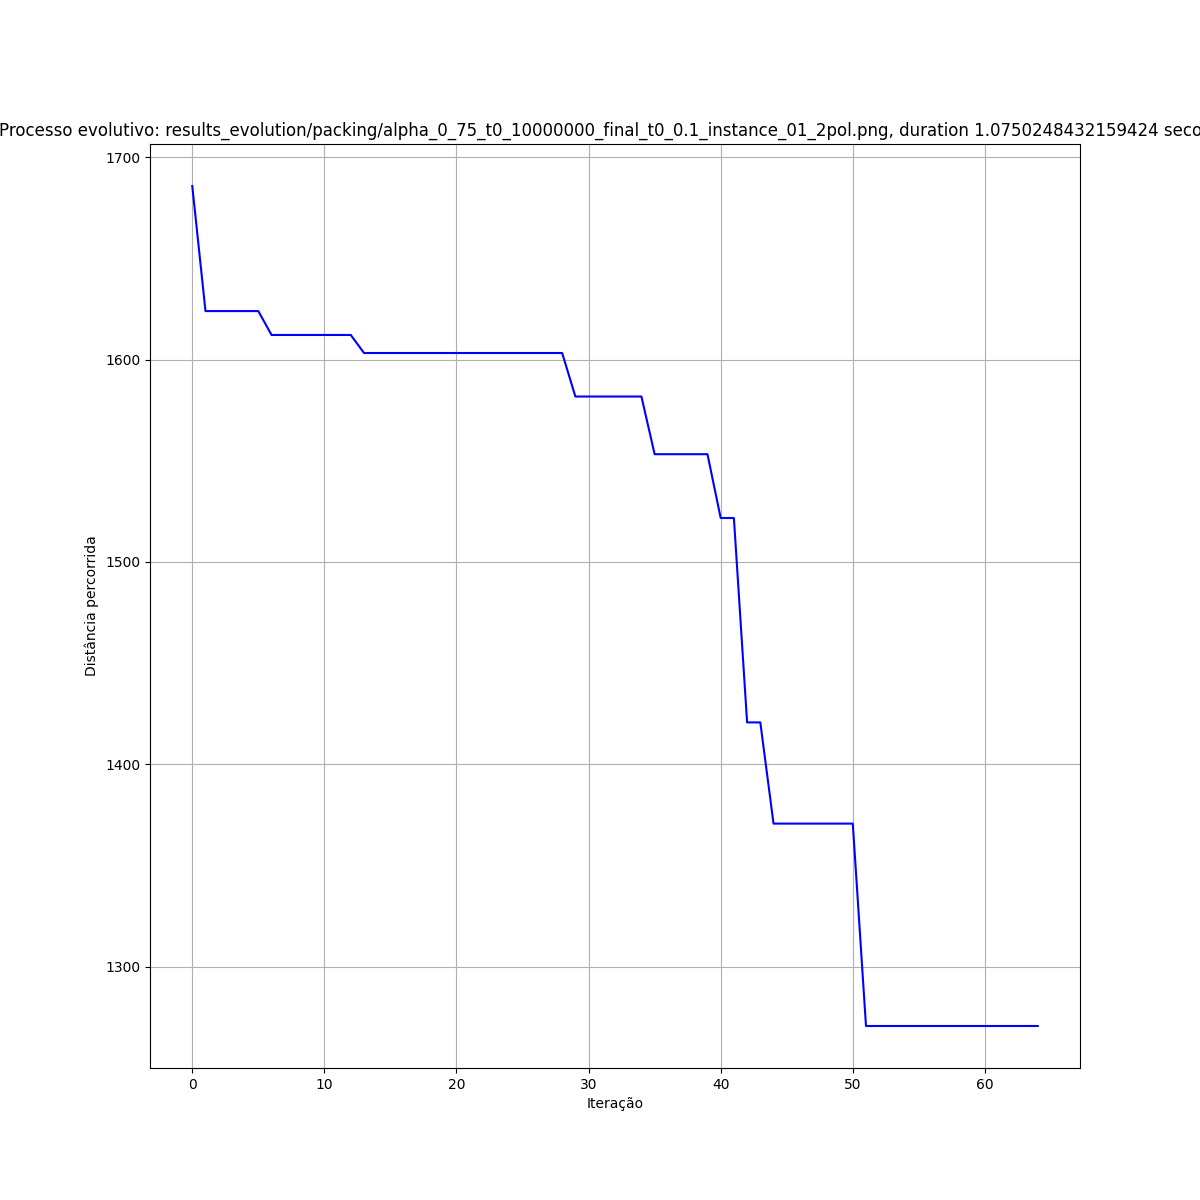 Processo evolutivo: results_evolution/packing/alpha_0_75_t0_10000000_final_t0_0.1_instance_01_2pol.png, duration 1.0750248432159424 seco
1700
1600
1500
1400
1300
Distância percorrida
0 10 20 30 40 50 60
Iteração